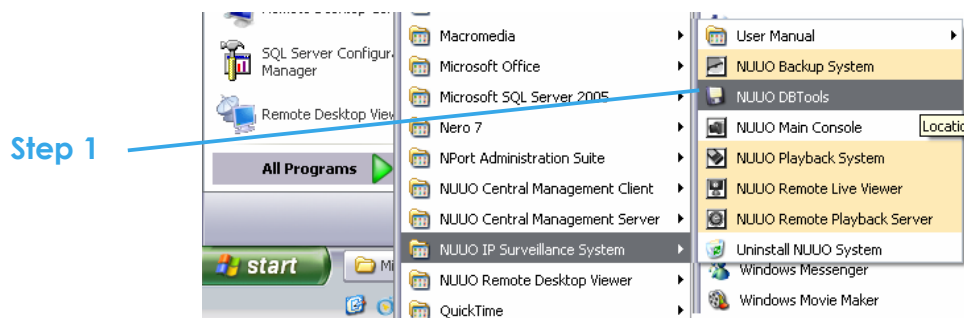 Step 1
SQL Server Configur
Manager
Remote Desktop View
All Programs
start
Mi
Macromedia
Microsoft Office
Microsoft SQL Server 2005
Nero 7
NPort Administration Suite
NUUO Central Management Client
NUUO Central Management Server
NUUO IP Surveillance System
NUUO Remote Desktop Viewer
QuickTime
User Manual
NUUO Backup System
NUUO DBTools
NUUO Main Console
Locatio
NUUO Playback System
NUUO Remote Live Viewer
NUUO Remote Playback Server
Uninstall NUUO System
Windows Messenger
Windows Movie Maker